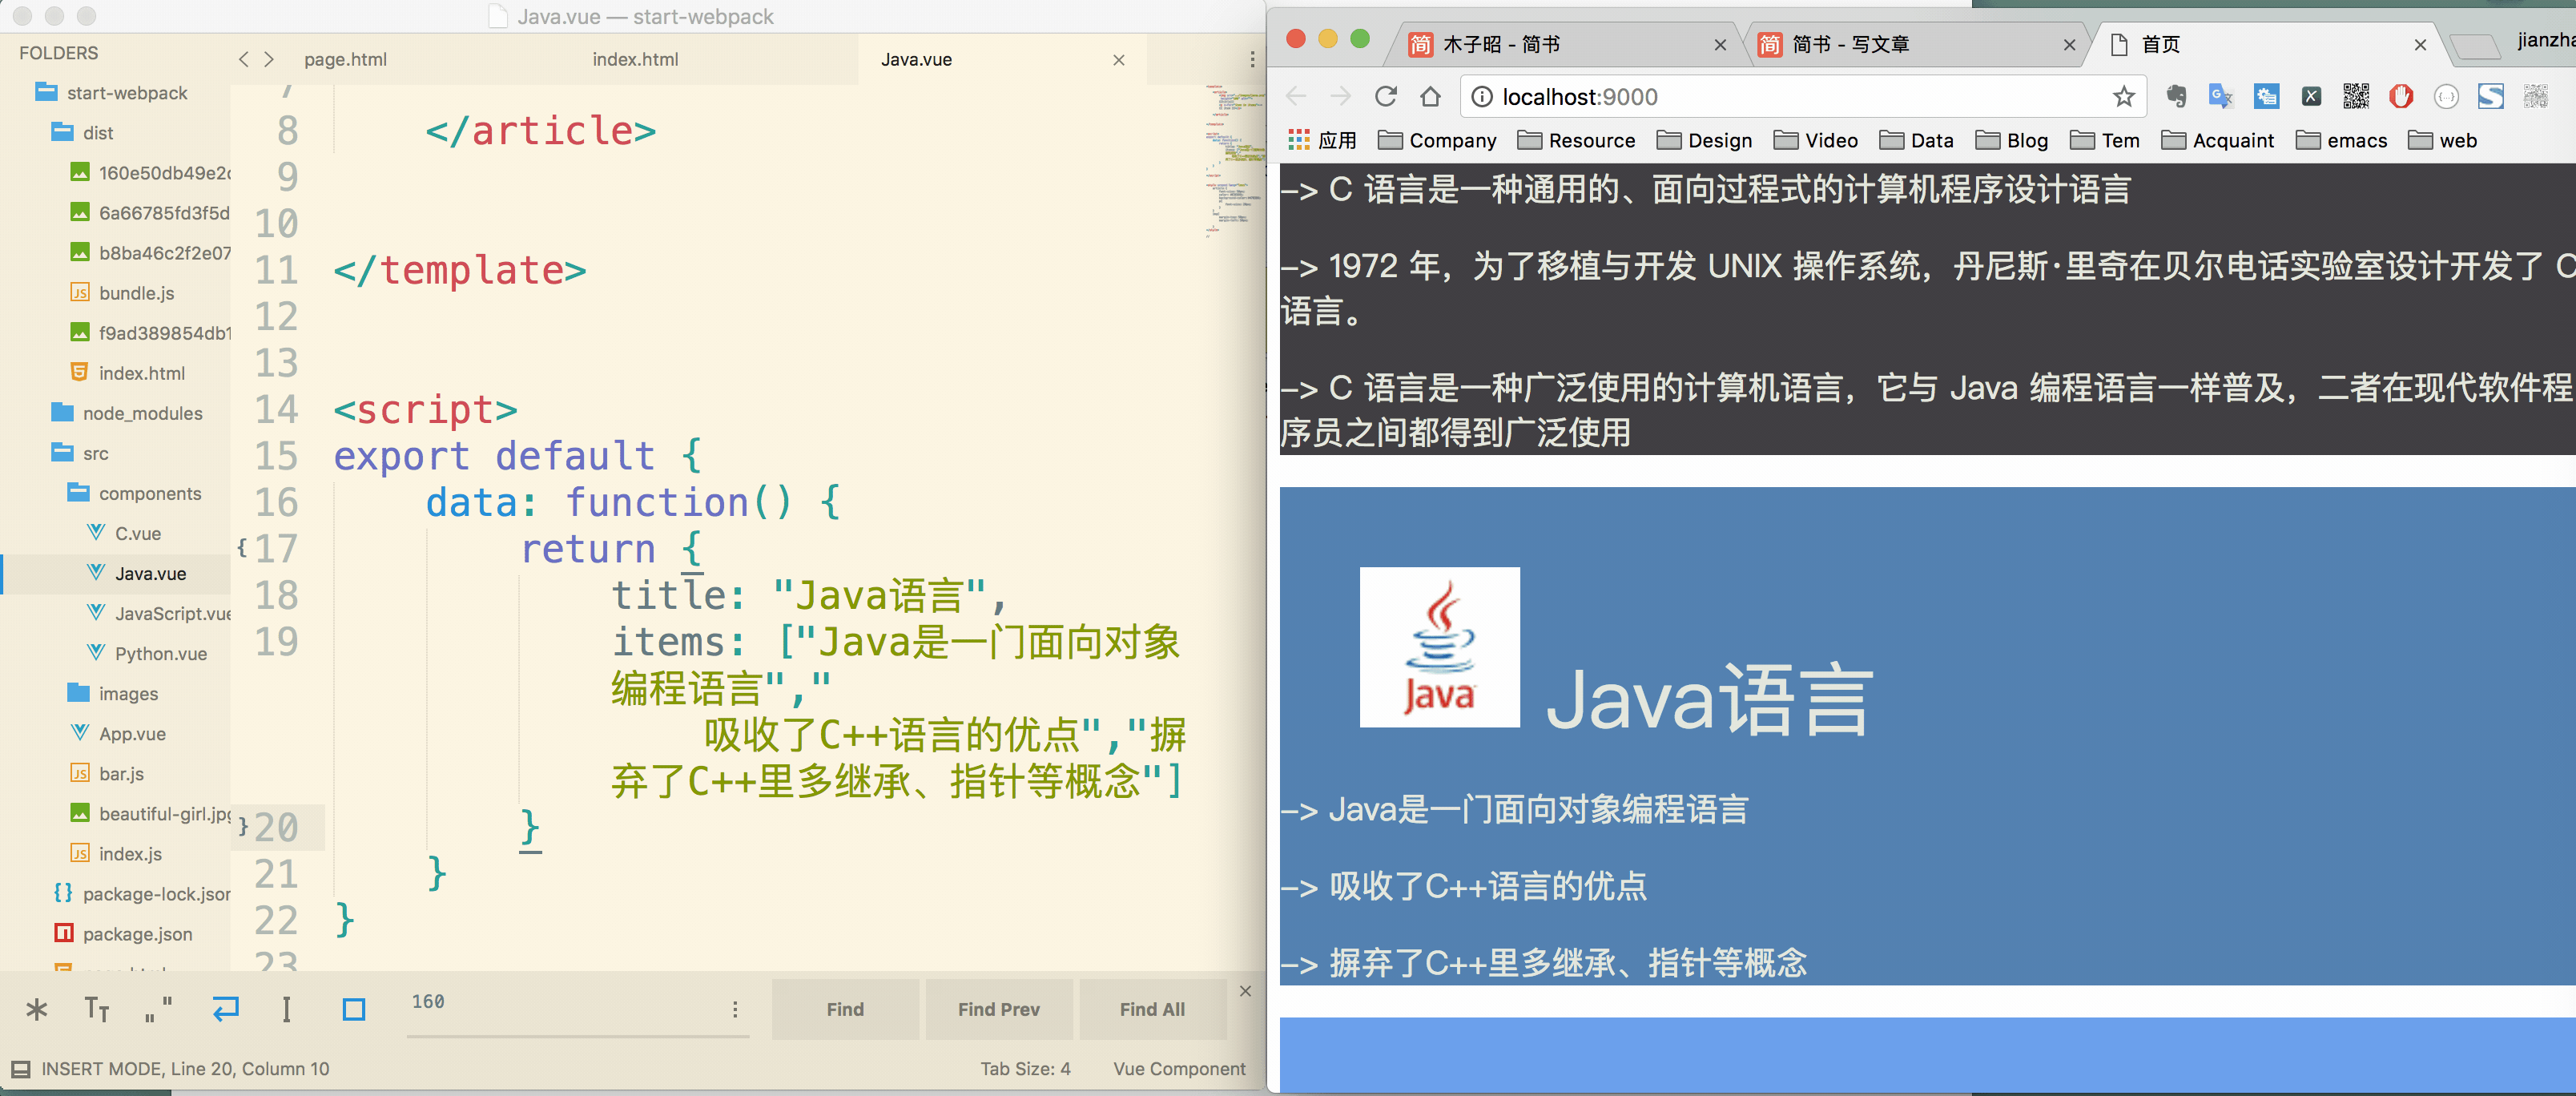 Java.vue — start-webpack
FOLDERS
start-webpack
dist
160e50db49e2
6a66785fd3f5d
b8ba46c2f2e07
bundle.js
f9ad389854db1
index.html
node_modules
src
components
C.vue
Java.vue
JavaScript.vue
Python.vue
images
App.vue
bar.js
beautiful-girl.jpg
index.js
package-lock.json
package.json
page.html
index.html
Java.vue
7
8 </article>
9
10
11 </template>
12
13
14 <script>
15 export default {
16 data: function() {
17 return {
18 title: "Java语言",
19 items: ["Java是一门面向对象
编程语言","
吸收了C++语言的优点","摒
弃了C++里多继承、指针等概念"]
20 }
21 }
22 }
23
160
Find
Find Prev
Find All
INSERT MODE, Line 20, Column 10
Tab Size: 4
Vue Component
简 木子昭 - 简书
简 简书 - 写文章
首页
jianzha
localhost:9000
应用
Company
Resource
Design
Video
Data
Blog
Tem
Acquaint
emacs
web
—> C 语言是一种通用的、面向过程式的计算机程序设计语言
—> 1972 年，为了移植与开发 UNIX 操作系统，丹尼斯·里奇在贝尔电话实验室设计开发了 C
语言。
—> C 语言是一种广泛使用的计算机语言，它与 Java 编程语言一样普及，二者在现代软件程
序员之间都得到广泛使用
Java
Java语言
—> Java是一门面向对象编程语言
—> 吸收了C++语言的优点
—> 摒弃了C++里多继承、指针等概念